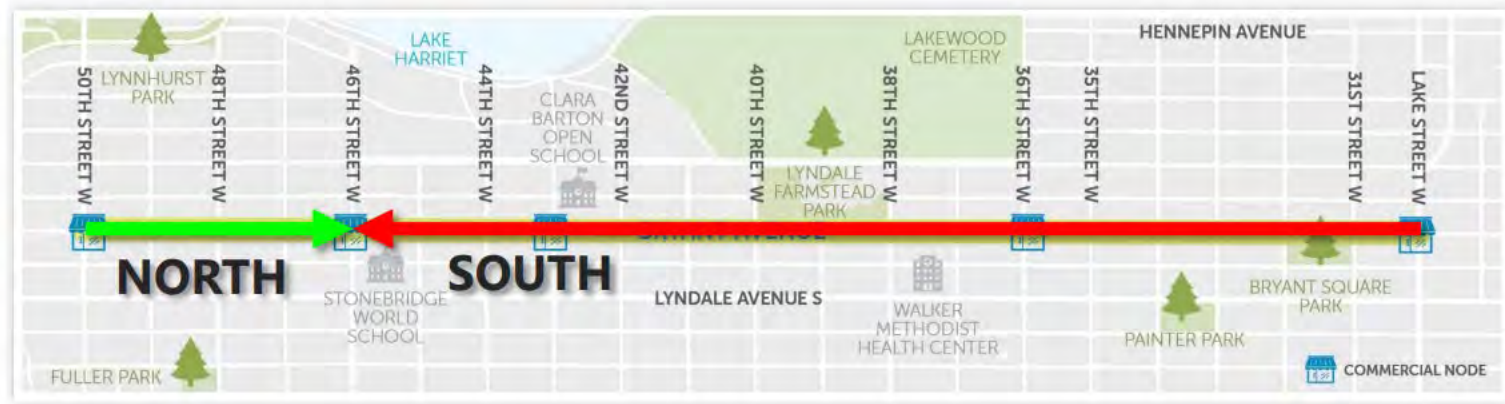 HENNEPIN AVENUE
LAKE
HARRIET
LAKEWOOD
CEMETERY
LYNNHURST
PARK
50TH STREET W
48TH STREET W
46TH STREET W
44TH STREET W
42ND STREET W
40TH STREET W
38TH STREET W
36TH STREET W
35TH STREET W
31ST STREET W
LAKE STREET W
CLARA
BARTON
OPEN
SCHOOL
LYNDALE
FARMSTEAD
PARK
NORTH
SOUTH
STONEBRIDGE
WORLD
SCHOOL
LYNDALE AVENUE S
WALKER
METHODIST
HEALTH CENTER
BRYANT SQUARE
PARK
PAINTER PARK
FULLER PARK
COMMERCIAL NODE